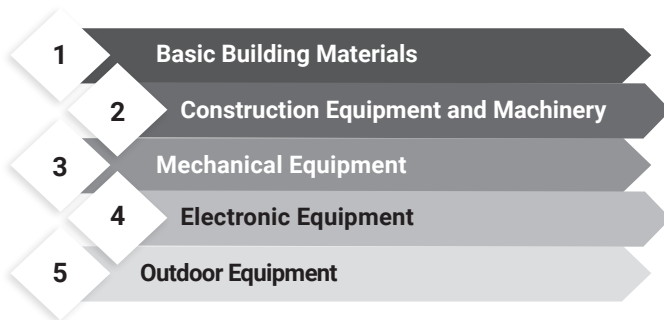 1 Basic Building Materials
2 Construction Equipment and Machinery
3 Mechanical Equipment
4 Electronic Equipment
5 Outdoor Equipment